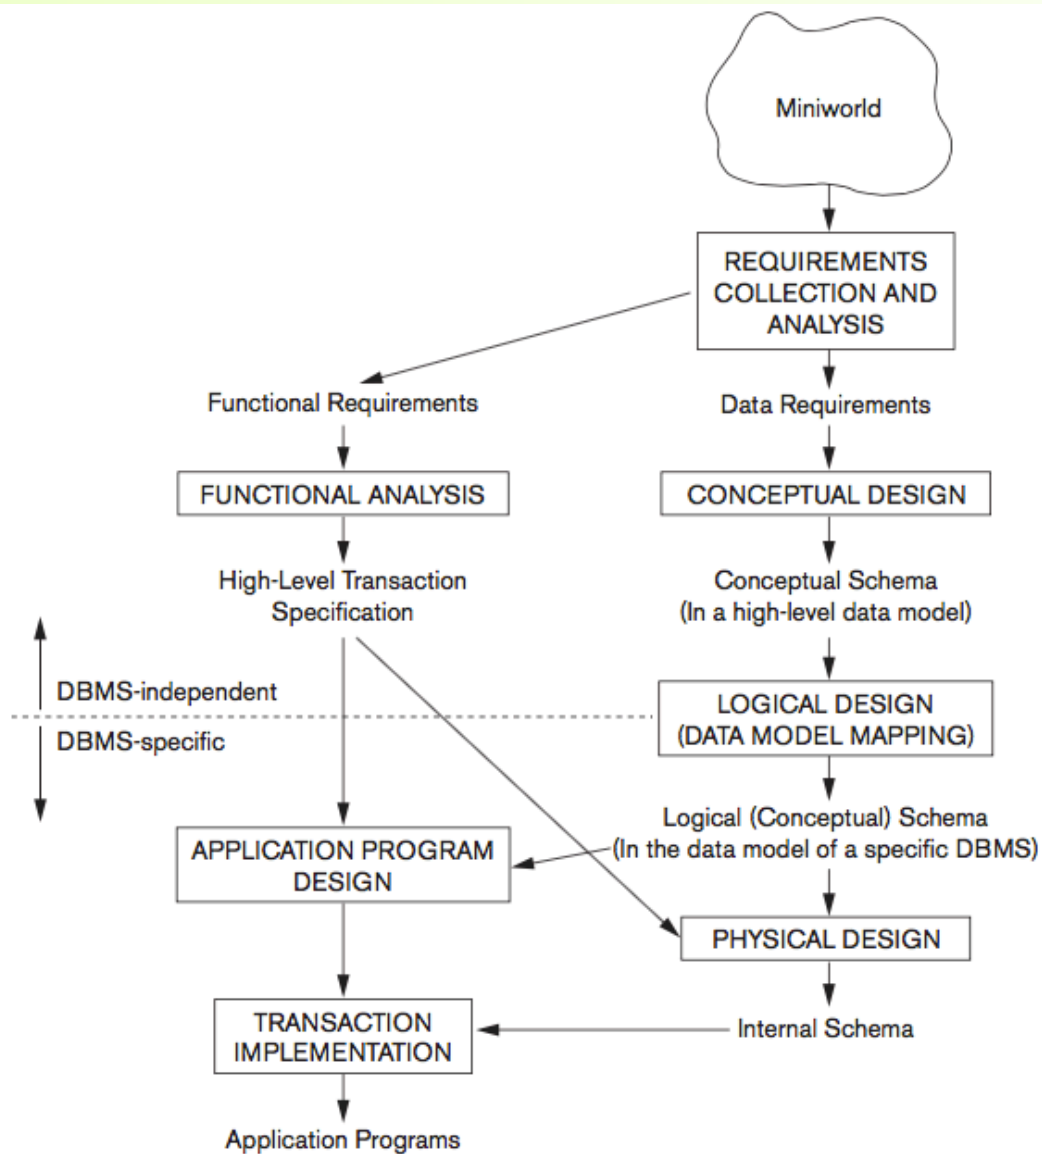 Miniworld
REQUIREMENTS
COLLECTION AND
ANALYSIS
Functional Requirements
Data Requirements
FUNCTIONAL ANALYSIS
CONCEPTUAL DESIGN
High-Level Transaction
Specification
Conceptual Schema
(In a high-level data model)
DBMS-independent
DBMS-specific
LOGICAL DESIGN
(DATA MODEL MAPPING)
Logical (Conceptual) Schema
(In the data model of a specific DBMS)
APPLICATION PROGRAM
DESIGN
PHYSICAL DESIGN
TRANSACTION
IMPLEMENTATION
Internal Schema
Application Programs